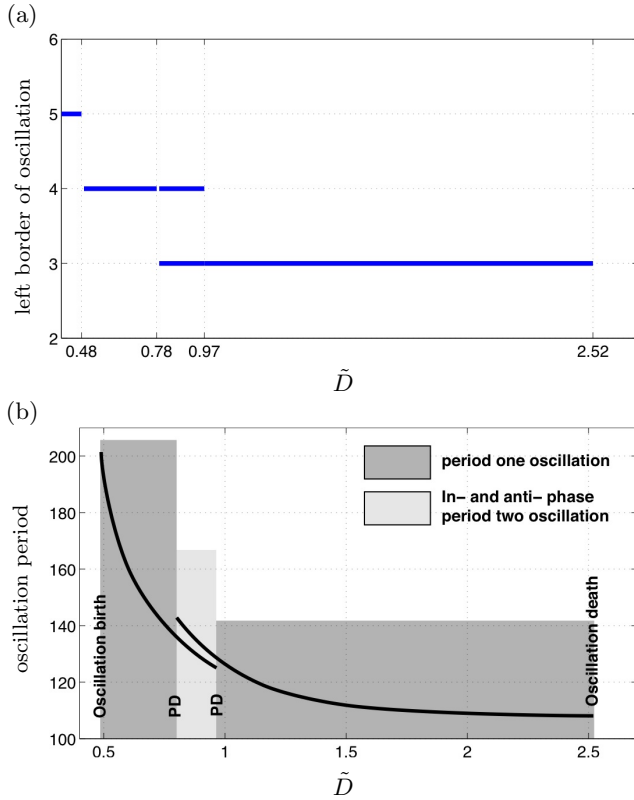 (a)
left border of oscillation
6
5
4
3
2
0.48 0.78 0.97 2.52
D̃
(b)
oscillation period
200
180
160
140
120
100
period one oscillation
In- and anti- phase
period two oscillation
Oscillation birth
PD
PD
Oscillation death
0.5 1 1.5 2 2.5
D̃